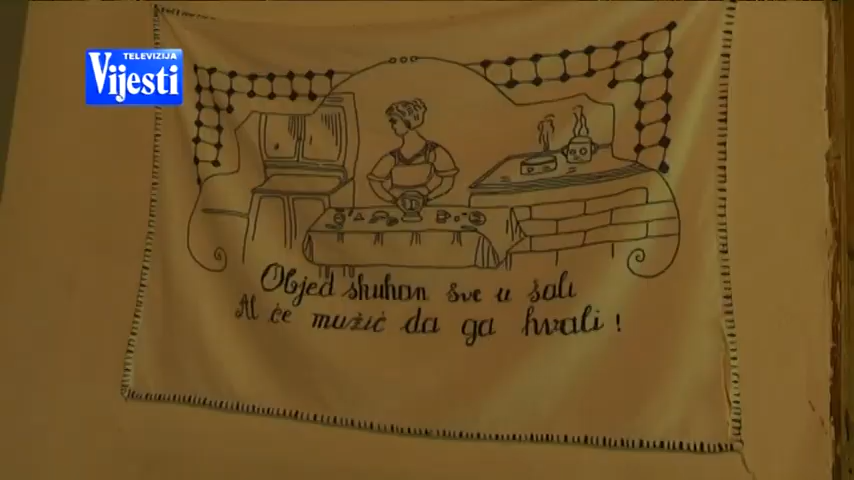 TELEVIZIJA
Vijesti
Objed skuhan sve u šali
Al će mužić da ga hvali !